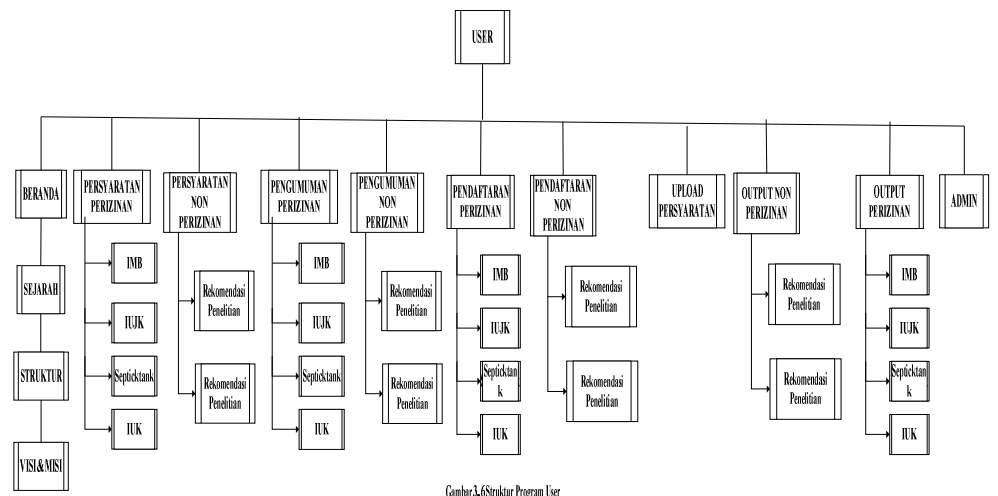 USER
BERANDA
PERSYARATAN
PERIZINAN
PERSYARATAN
NON
PERIZINAN
PENGUMUMAN
PERIZINAN
PENGUMUMAN
NON
PERIZINAN
PENDAFTARAN
PERIZINAN
PENDAFTARAN
NON
PERIZINAN
UPLOAD
PERSYARATAN
OUTPUT NON
PERIZINAN
OUTPUT
PERIZINAN
ADMIN
SEJARAH
STRUKTUR
VISI&MISI
IMB
IUJK
Septicktank
IUK
Rekomendasi
Penelitian
Rekomendasi
Penelitian
IMB
IUJK
Septicktank
IUK
Rekomendasi
Penelitian
Rekomendasi
Penelitian
IMB
IUJK
Septicktan
k
IUK
Rekomendasi
Penelitian
Rekomendasi
Penelitian
Rekomendasi
Penelitian
Rekomendasi
Penelitian
IMB
IUJK
Septicktan
k
IUK
Gambar.3.6Struktur Program User